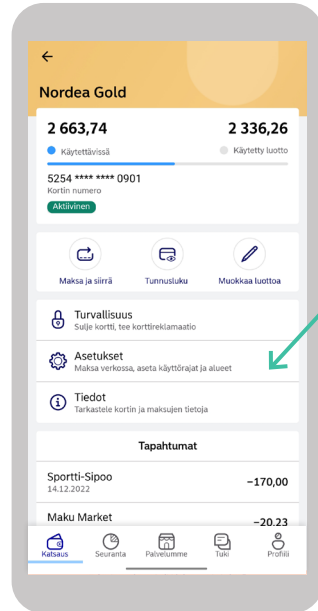 Nordea Gold
2 663,74 2 336,26
Käytettävissä Käytetty luotto
5254 **** **** 0901
Kortin numero
Aktiivinen
Maksa ja siirrä Tunnusluku Muokkaa luottoa
Turvallisuus
Sulje kortti, tee korttireklamaatio
Asetukset
Maksa verkossa, aseta käyttörajat ja alueet
Tiedot
Tarkastele kortin ja maksujen tietoja
Tapahtumat
Sportti-Sipoo −170,00
14.12.2022
Maku Market −20,23
Katsaus Seuranta Palvelumme Tuki Profiili